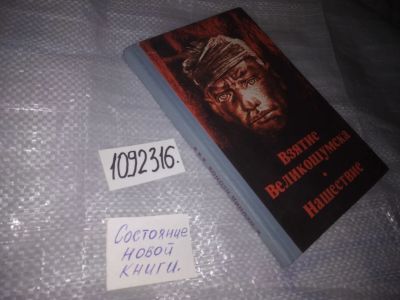 Взятие
Великошумска
Нашествие
1092316.
Состояние
новой
книги.